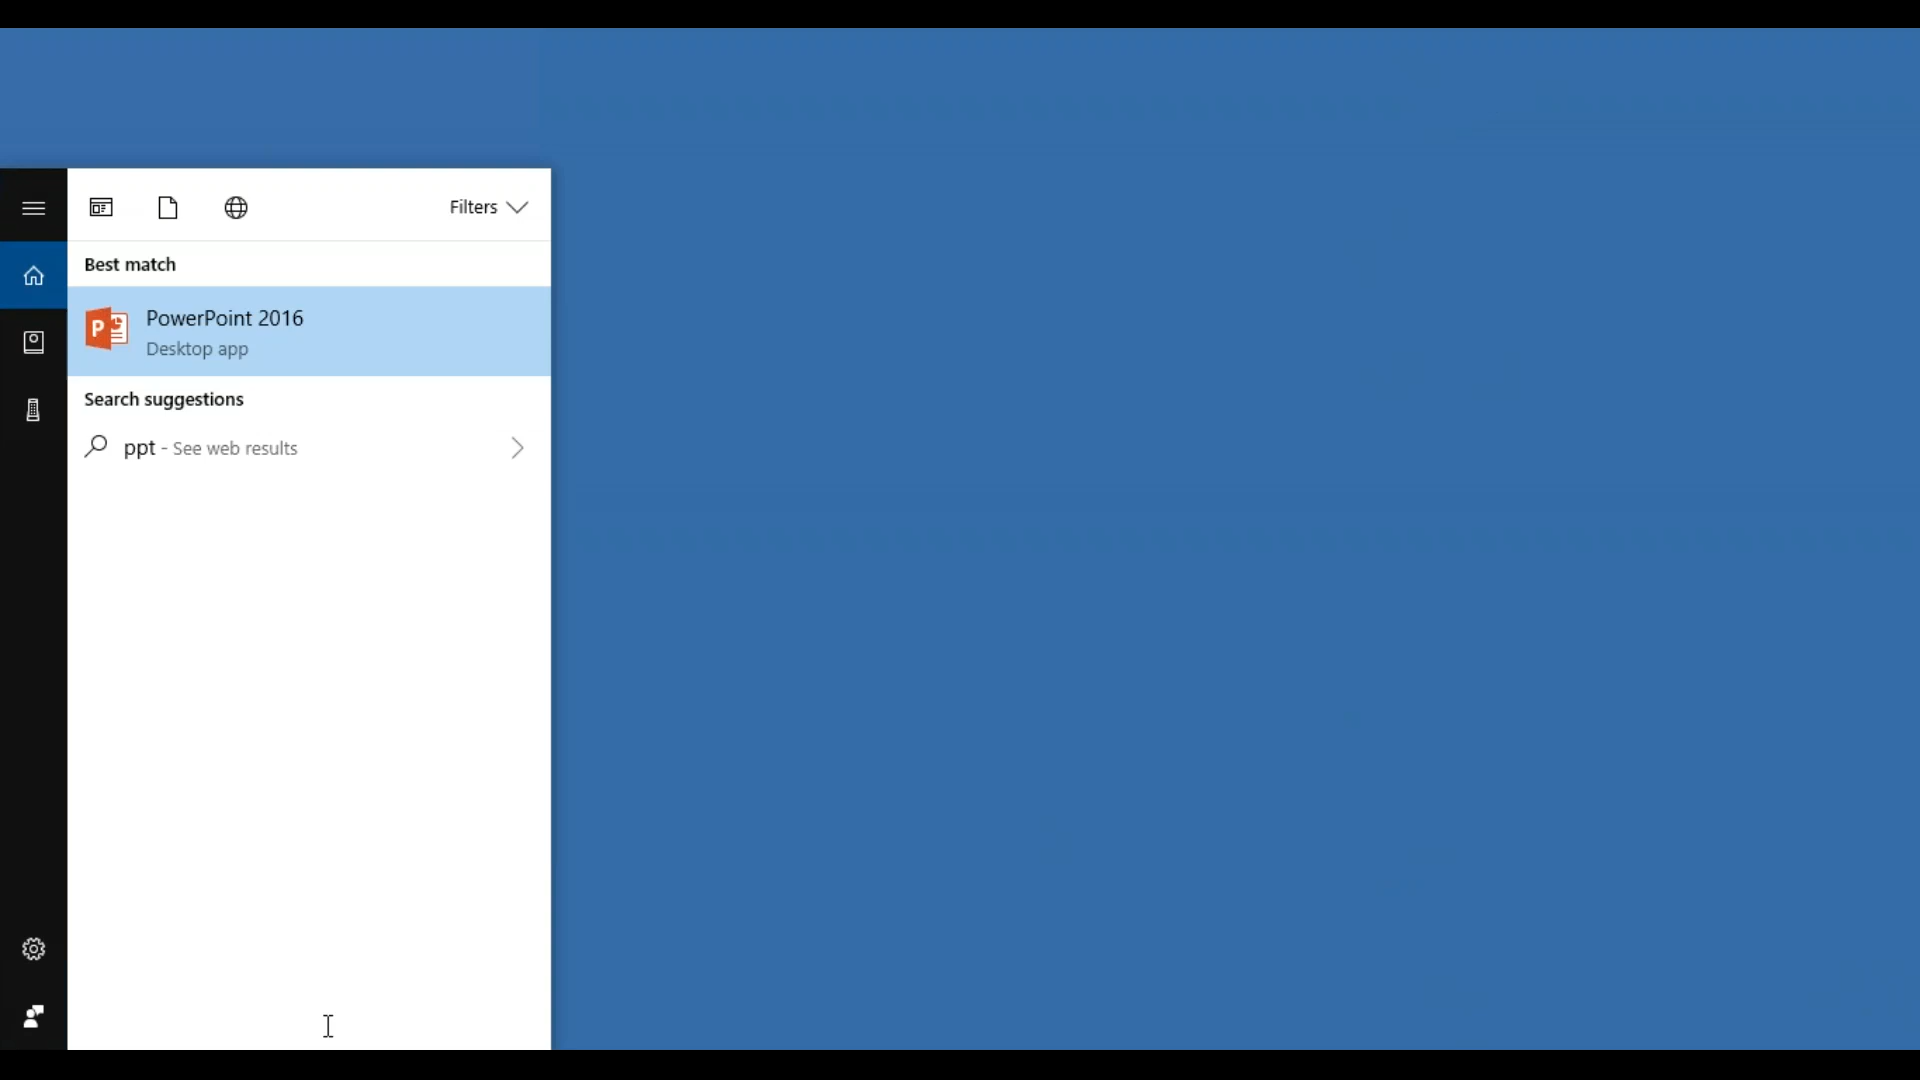 Filters
Best match
PowerPoint 2016
Desktop app
Search suggestions
ppt - See web results